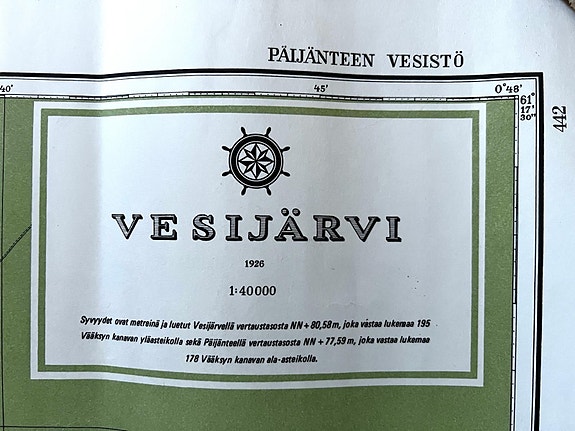 PÄIJÄNTEEN VESISTÖ
40' 45' 0°48'
61°
17'
30"
442
VESIJÄRVI
1926
1:40000
Syvyydet ovat metreinä ja luetut Vesijärvellä vertaustasosta NN + 80,58 m, joka vastaa lukemaa 195
Vääksyn kanavan yläasteikolla sekä Päijänteellä vertaustasosta NN + 77,59 m, joka vastaa lukemaa
178 Vääksyn kanavan ala-asteikolla.